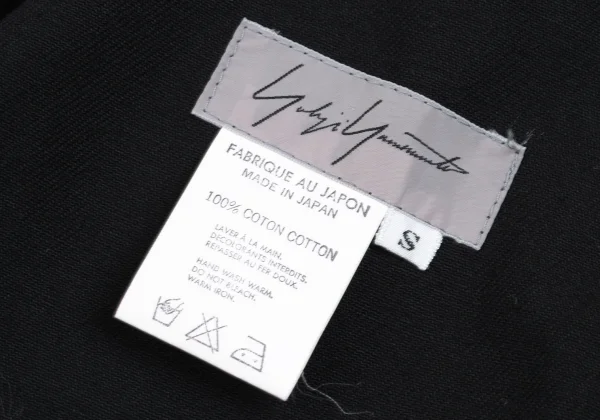 Yohji Yamamoto
FABRIQUE AU JAPON
MADE IN JAPAN
100% COTON COTTON
LAVER À LA MAIN.
DÉCOLORANTS INTERDITS.
REPASSER AU FER DOUX.
HAND WASH WARM.
DO NOT BLEACH.
WARM IRON.
S